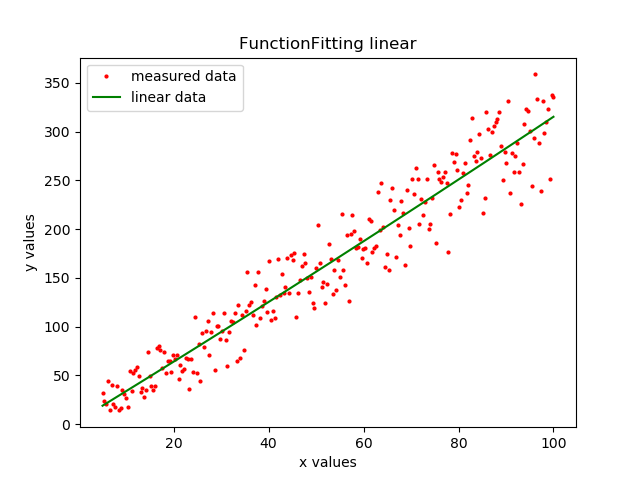 FunctionFitting linear
measured data
linear data
350
300
250
200
150
100
50
0
y values
20 40 60 80 100
x values